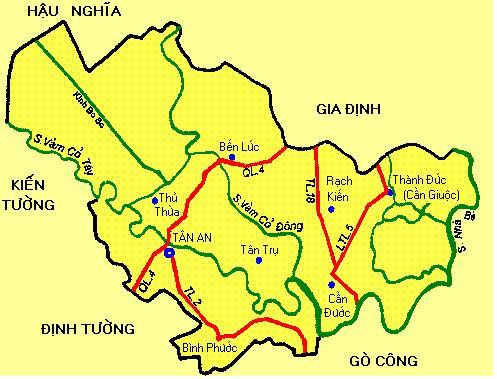 HẬU NGHĨA
GIA ĐỊNH
Kinh Bo Bo
Bến Lức
QL.4
S.Vàm Cỏ Tây
KIẾN
TƯỜNG
Thủ
Thừa
TL.18
Rạch
Kiến
Thành Đức
(Cần Giuộc)
S.Vàm Cỏ Đông
S. Nhà Bè
LTL.5
TÂN AN
Tân Trụ
QL.4
TL.2
Cần
Đước
ĐỊNH TƯỜNG
Bình Phước
GÒ CÔNG